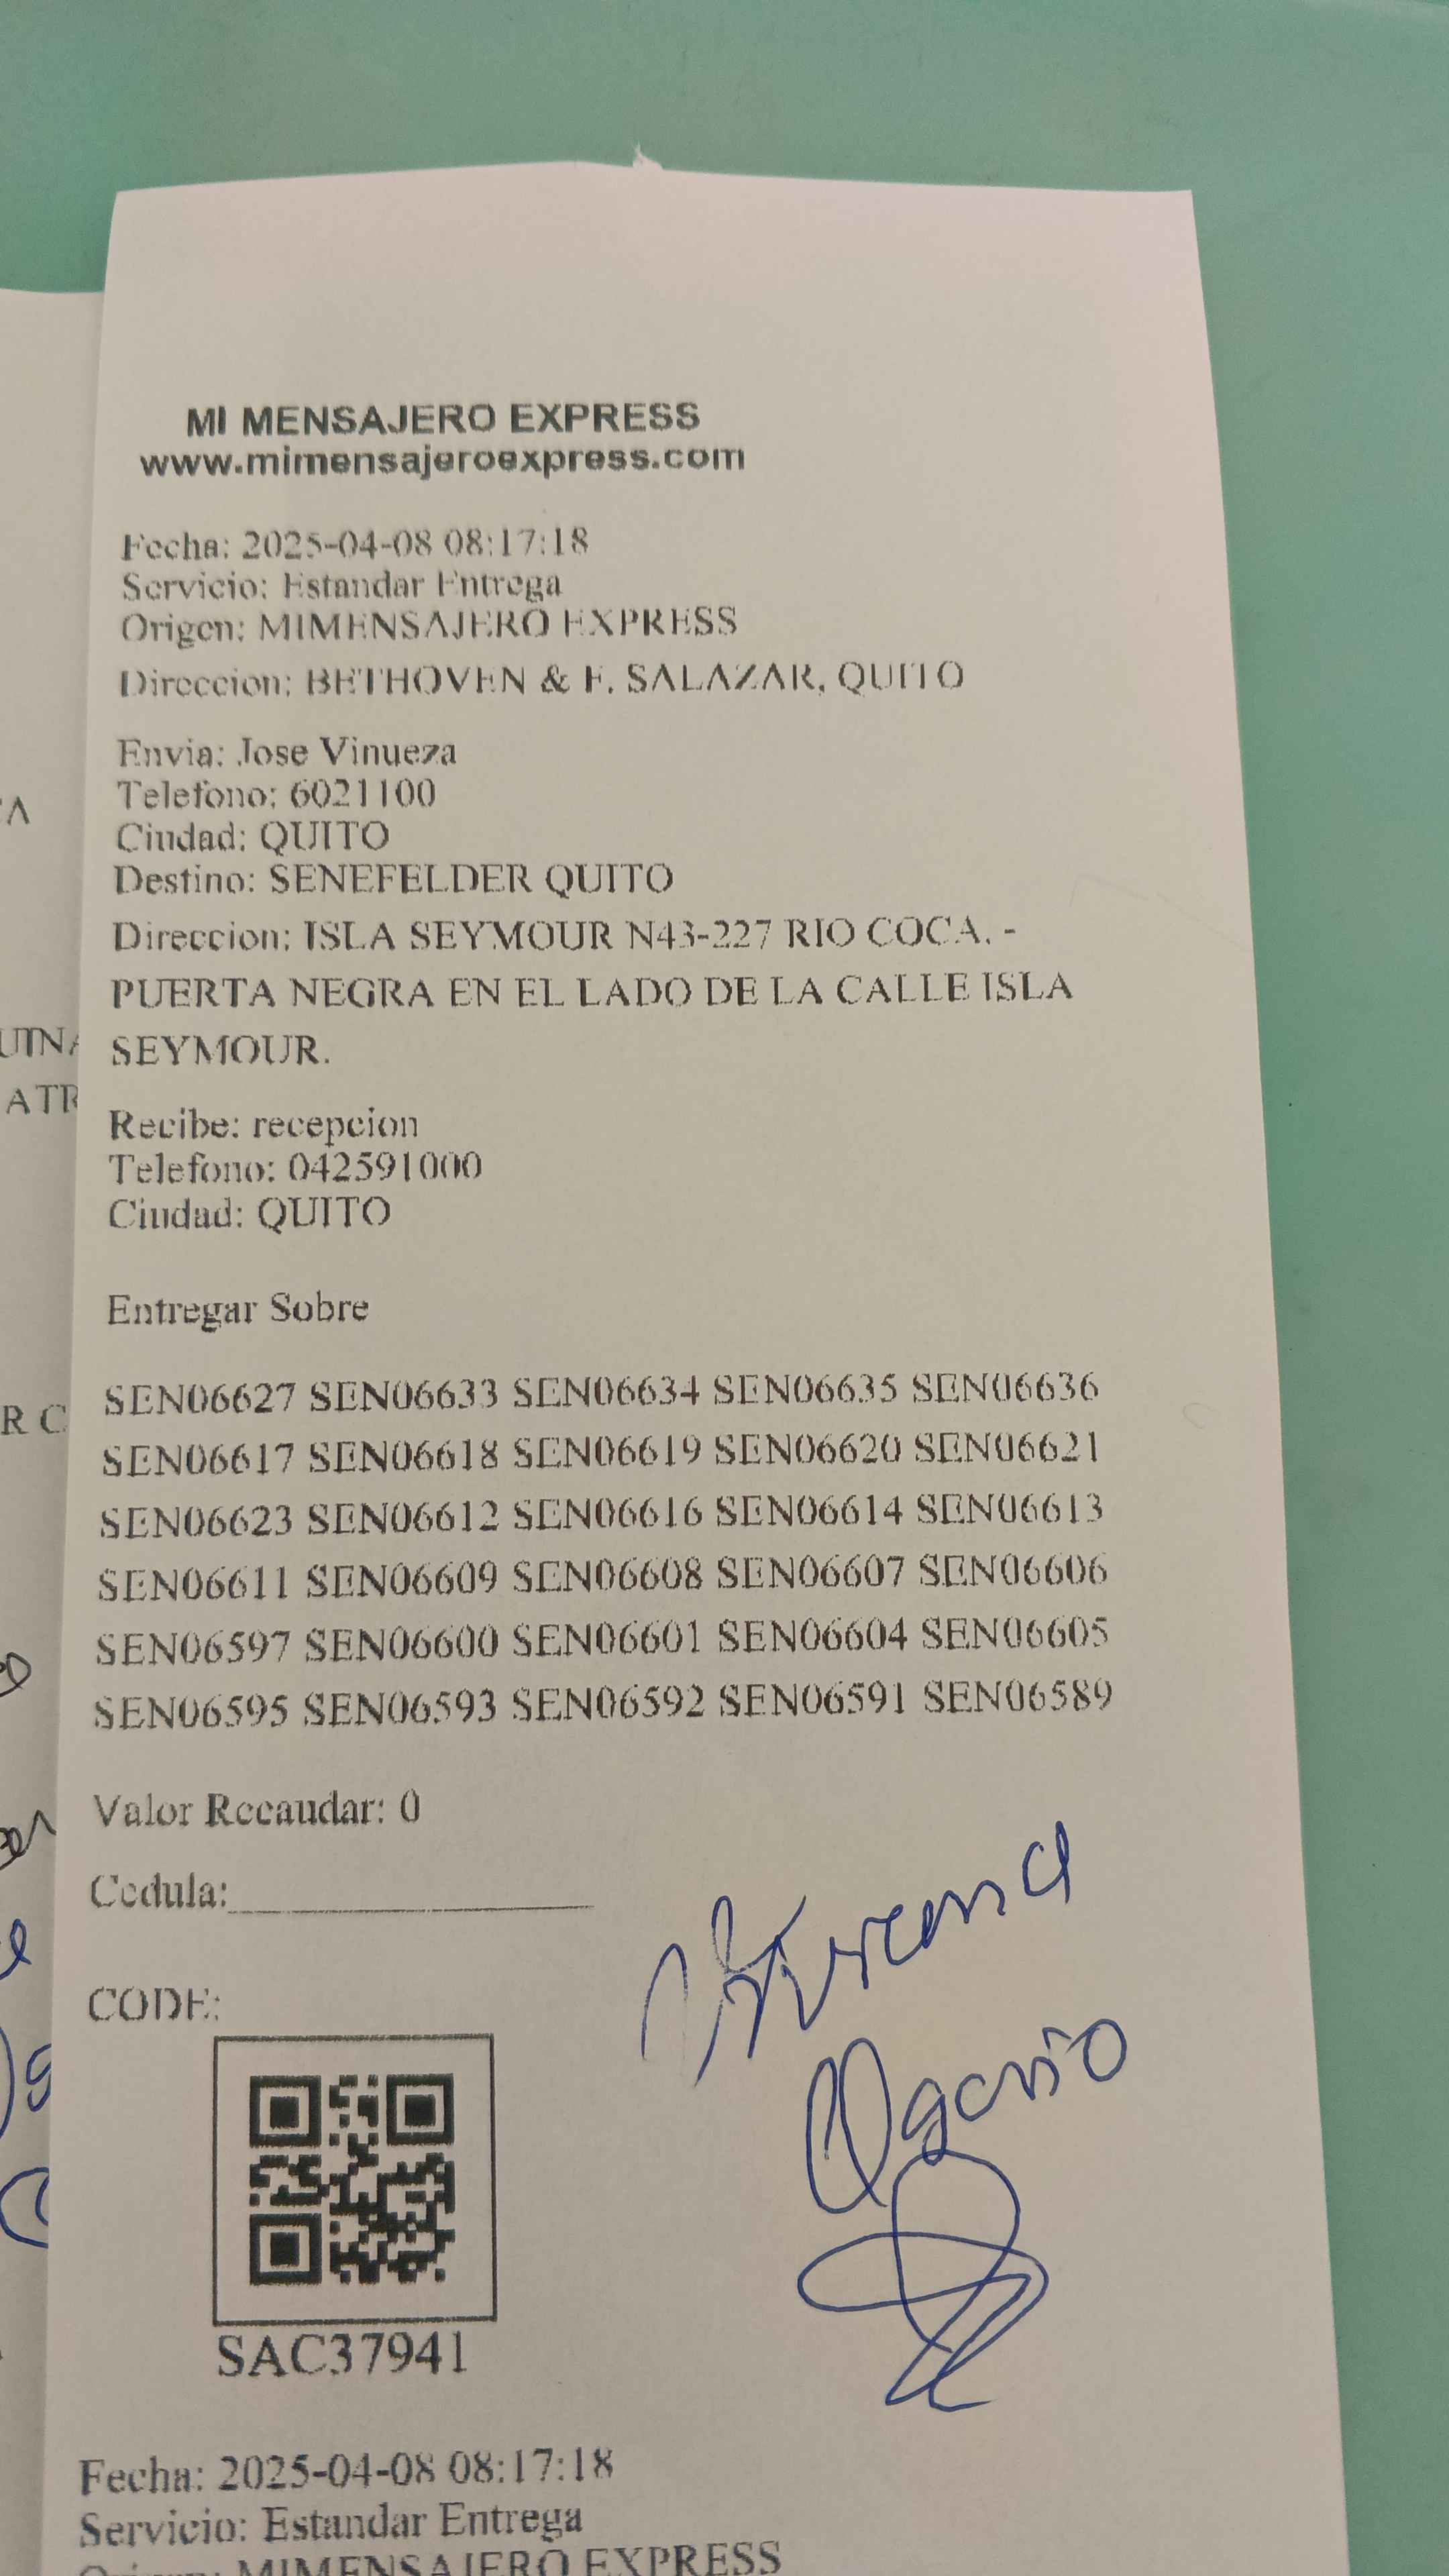 MI MENSAJERO EXPRESS
www.mimensajeroexpress.com
Fecha: 2025-04-08 08:17:18
Servicio: Estandar Entrega
Origen: MIMENSAJERO EXPRESS
Direccion: BETHOVEN & F. SALAZAR, QUITO
Envia: Jose Vinueza
Telefono: 6021100
Ciudad: QUITO
Destino: SENEFELDER QUITO
Direccion: ISLA SEYMOUR N43-227 RIO COCA. -
PUERTA NEGRA EN EL LADO DE LA CALLE ISLA
SEYMOUR.
Recibe: recepcion
Telefono: 042591000
Ciudad: QUITO
Entregar Sobre
SEN06627 SEN06633 SEN06634 SEN06635 SEN06636
SEN06617 SEN06618 SEN06619 SEN06620 SEN06621
SEN06623 SEN06612 SEN06616 SEN06614 SEN06613
SEN06611 SEN06609 SEN06608 SEN06607 SEN06606
SEN06597 SEN06600 SEN06601 SEN06604 SEN06605
SEN06595 SEN06593 SEN06592 SEN06591 SEN06589
Valor Recaudar: 0
Cedula:
CODE:
SAC37941
Fecha: 2025-04-08 08:17:18
Servicio: Estandar Entrega
Origen: MIMENSAJERO EXPRESS